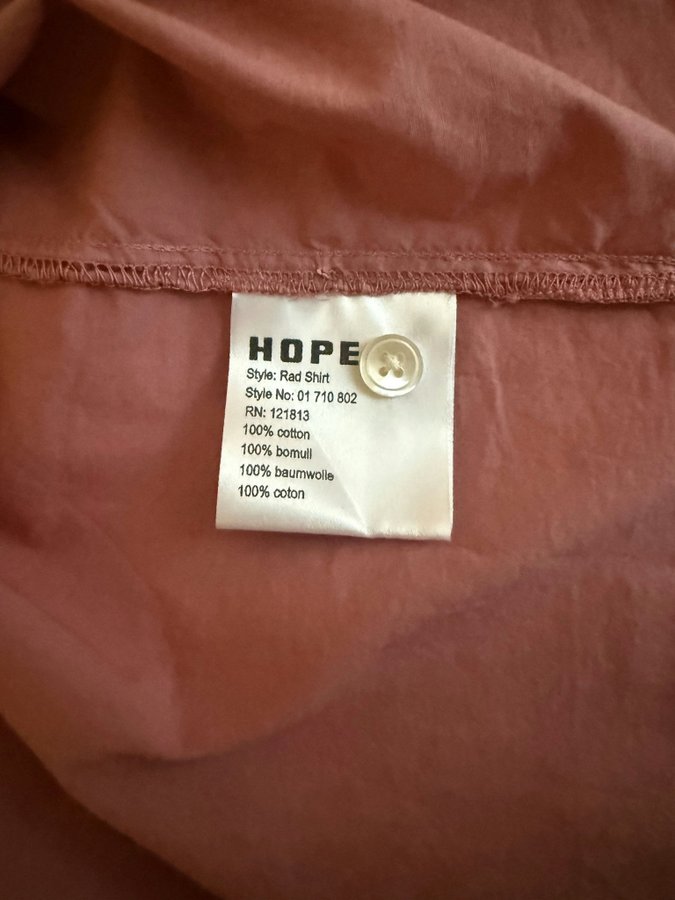 HOPE
Style: Rad Shirt
Style No: 01 710 802
RN: 121813
100% cotton
100% bomull
100% baumwolle
100% coton